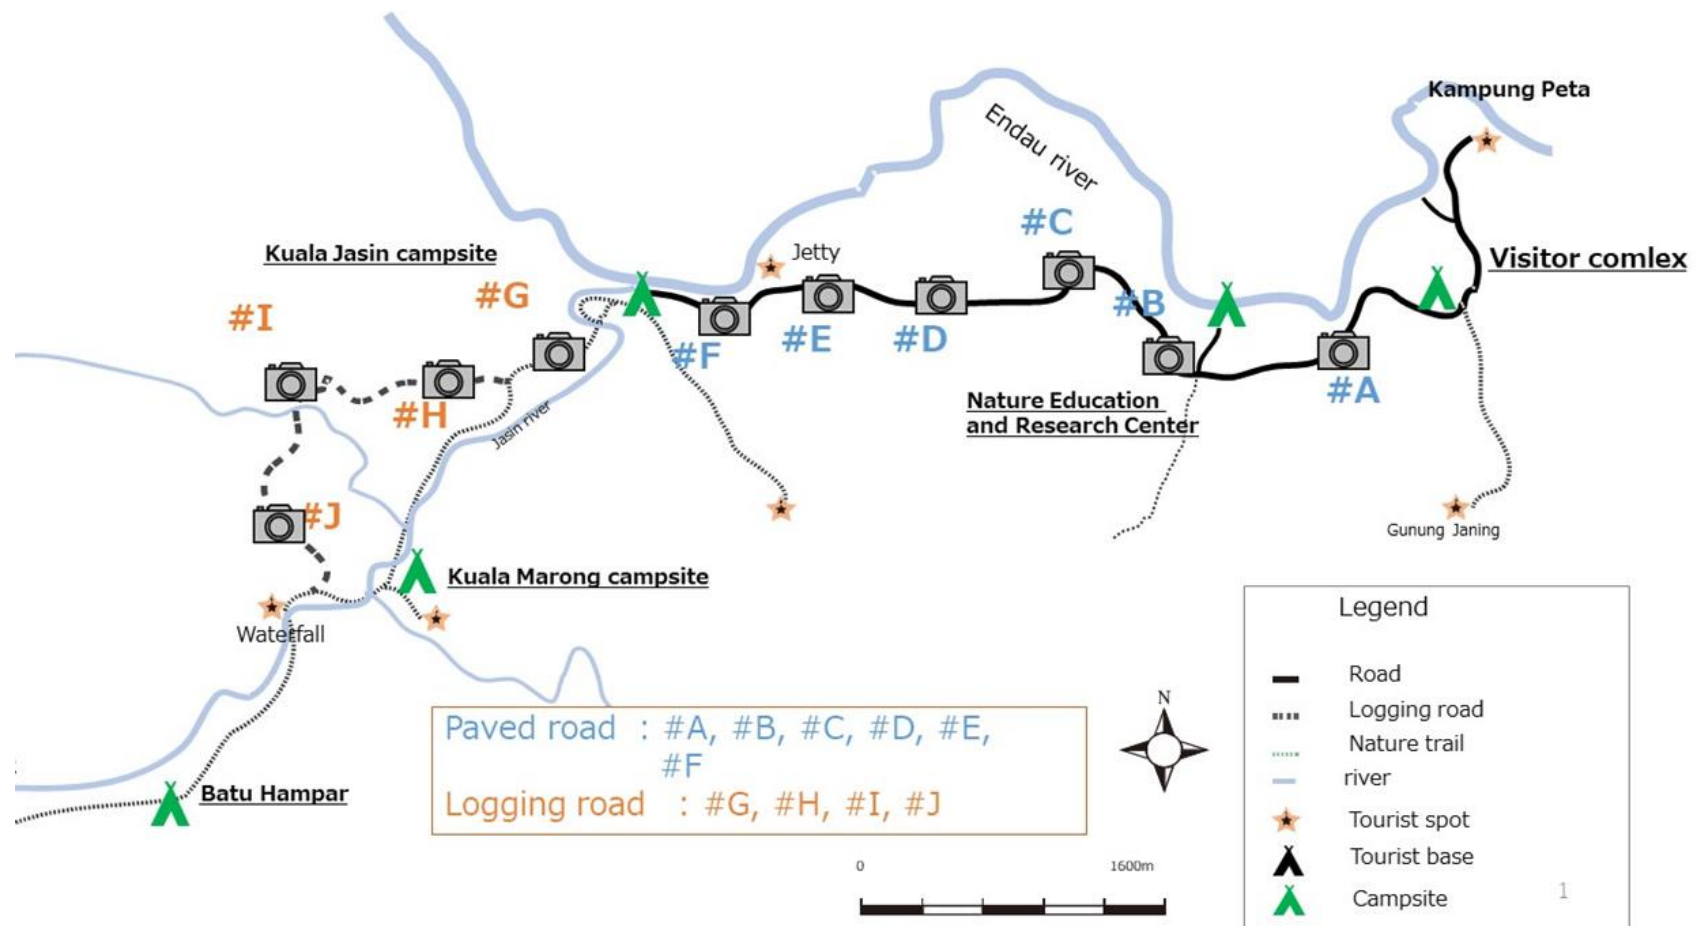 Kampung Peta
Endau river
#C
Kuala Jasin campsite
Jetty
Visitor comlex
#G
#I
#B
#E
#D
#F
#A
#H
Nature Education
and Research Center
Jasin river
#J
Gunung Janing
Kuala Marong campsite
Waterfall
Batu Hampar
Paved road : #A, #B, #C, #D, #E,
#F
Logging road : #G, #H, #I, #J
N
0 1600m
Legend
Road
Logging road
Nature trail
river
Tourist spot
Tourist base
Campsite
1